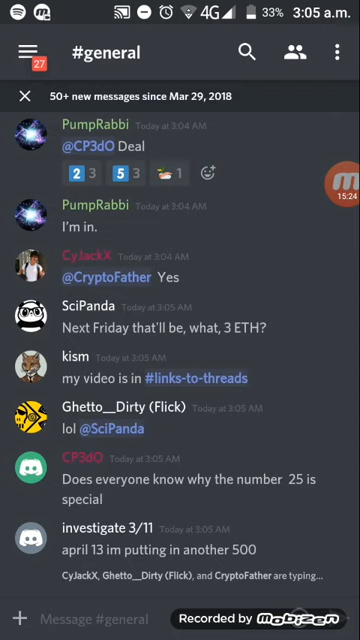 4G 33% 3:05 a.m.
#general
27
50+ new messages since Mar 29, 2018
PumpRabbi Today at 3:04 AM
@CP3dO Deal
2 3 5 3 1
15:24
PumpRabbi Today at 3:04 AM
I'm in.
CyJackX Today at 3:04 AM
@CryptoFather Yes
SciPanda Today at 3:05 AM
Next Friday that'll be, what, 3 ETH?
kism Today at 3:05 AM
my video is in #links-to-threads
Ghetto__Dirty (Flick) Today at 3:05 AM
lol @SciPanda
CP3dO Today at 3:05 AM
Does everyone know why the number 25 is
special
investigate 3/11 Today at 3:05 AM
april 13 im putting in another 500
CyJackX, Ghetto__Dirty (Flick), and CryptoFather are typing...
Message #general
Recorded by Mobizen